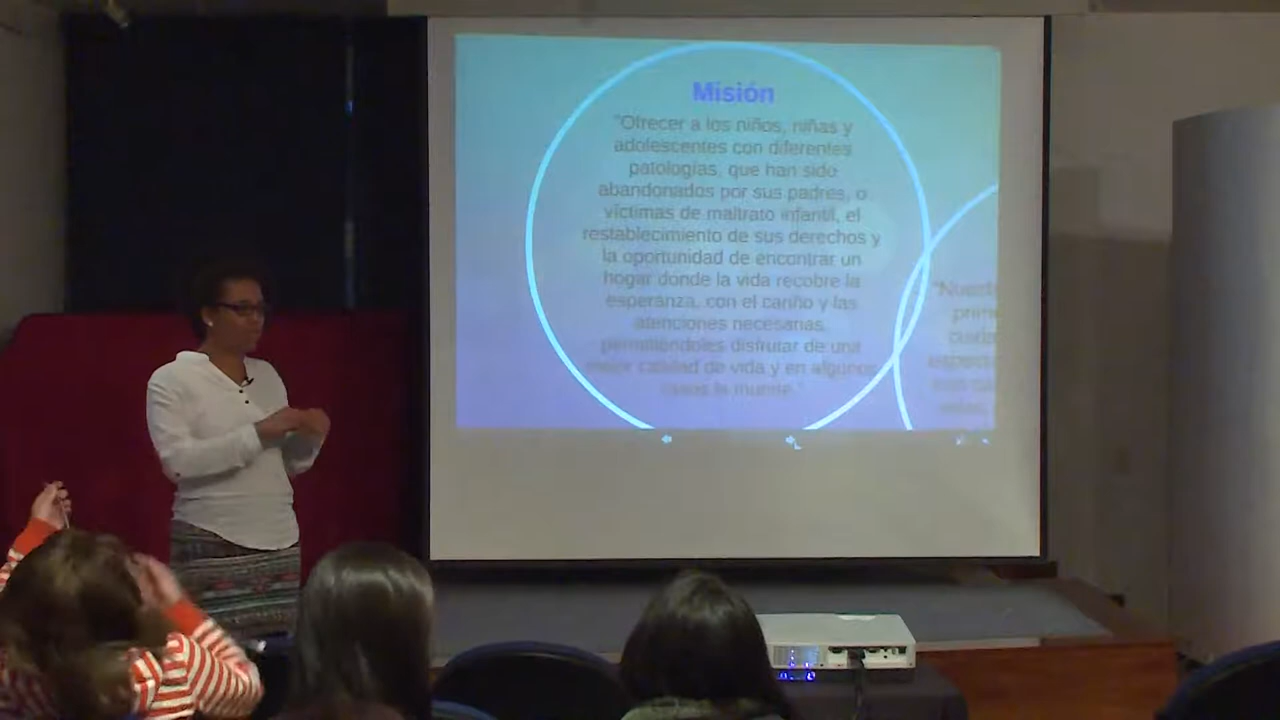 Misión
"Ofrecer a los niños, niñas y
adolescentes con diferentes
patologías, que han sido
abandonados por sus padres, o
víctimas de maltrato infantil, el
restablecimiento de sus derechos y
la oportunidad de encontrar un
hogar donde la vida recobre la
esperanza, con el cariño y las
atenciones necesarias,
permitiéndoles disfrutar de una
mejor calidad de vida y en algunos
casos la muerte."